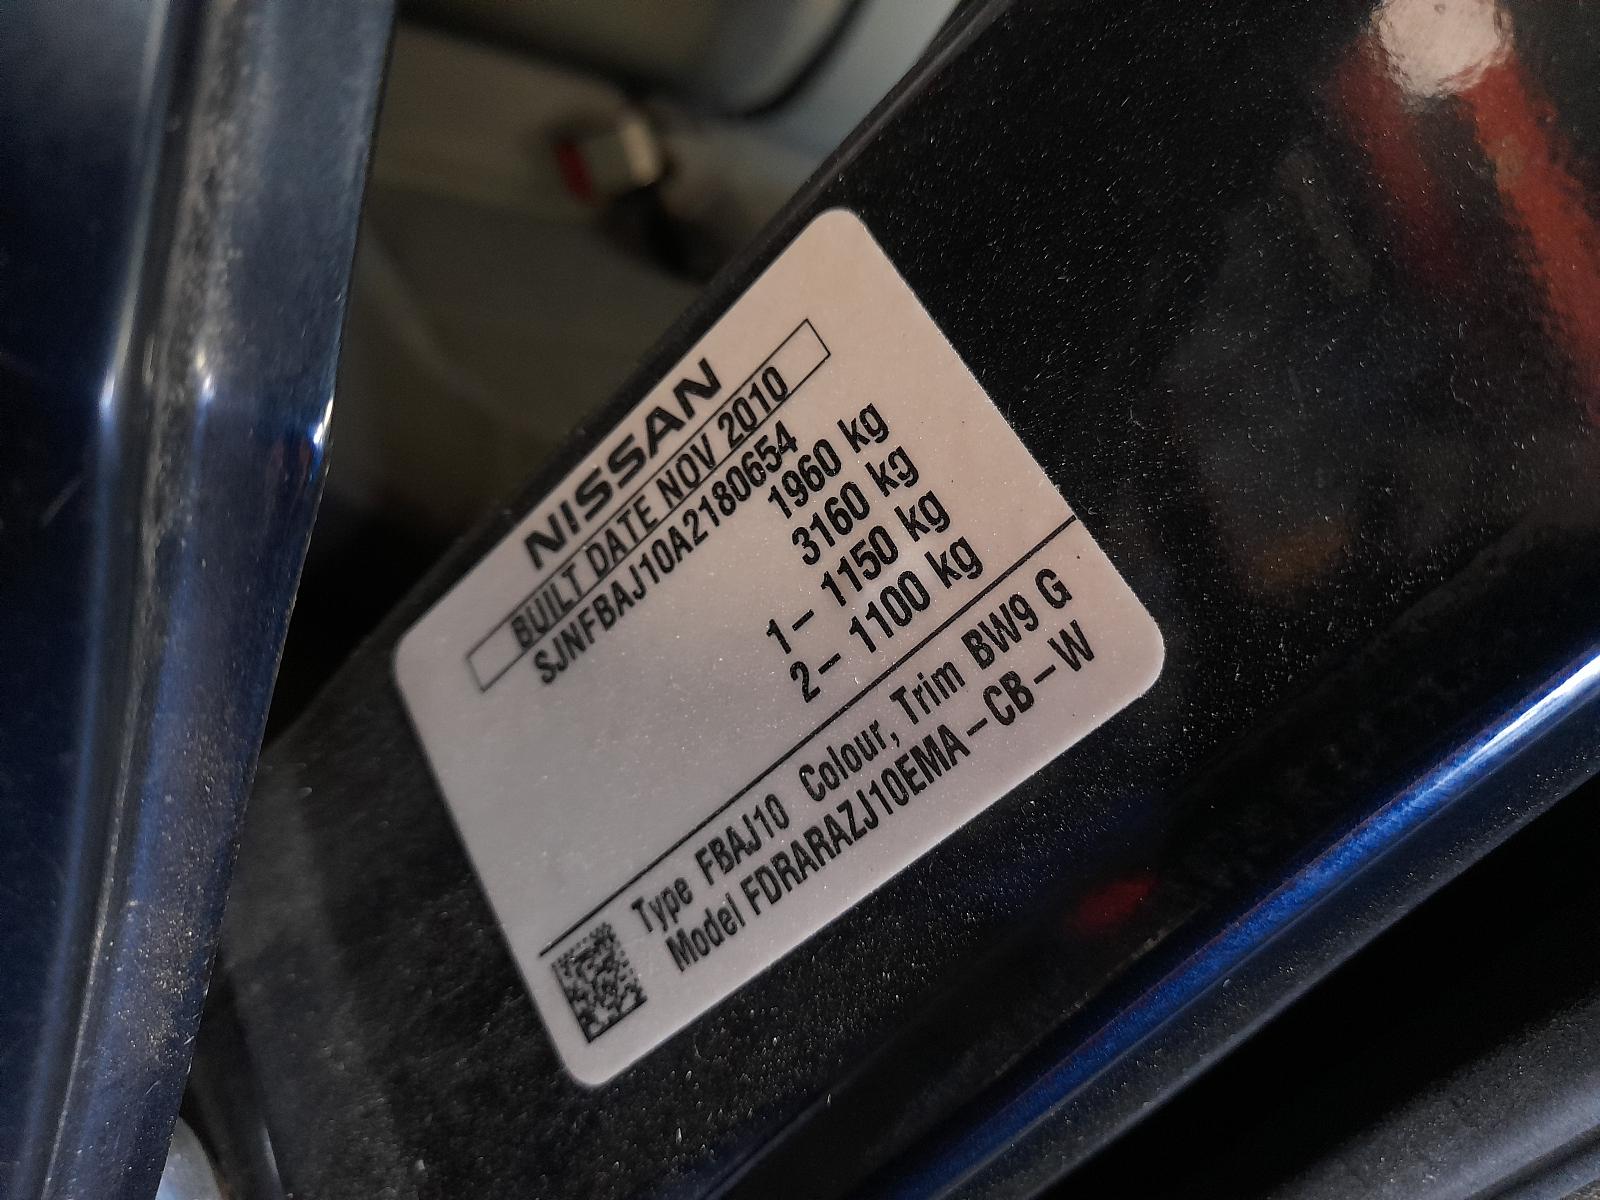 NISSAN
BUILT DATE NOV 2010
SJNFBAJ10A2180654
1960 kg
3160 kg
1- 1150 kg
2- 1100 kg
Type FBAJ10 Colour, Trim BW9 G
Model FDRARAZJ10EMA-CB-W